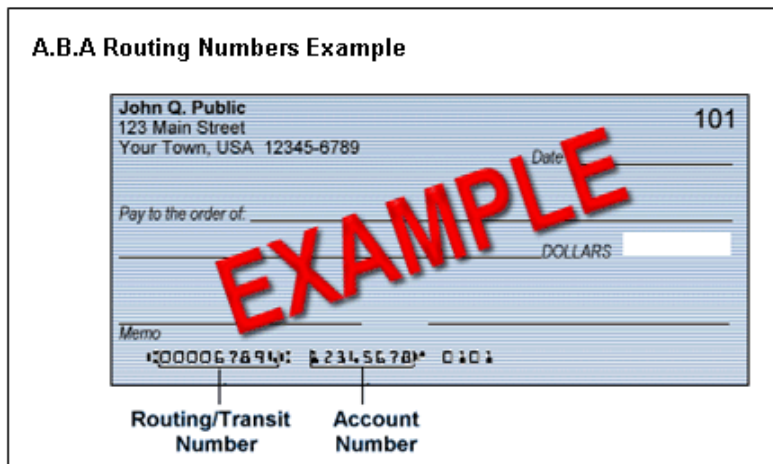 A.B.A Routing Numbers Example
John Q. Public
101
123 Main Street
Your Town, USA 12345-6789
Date
EXAMPLE
Pay to the order of:
DOLLARS
Memo
⑆000067894⑆ 12345678⑈ 0101
Routing/Transit Number
Account Number